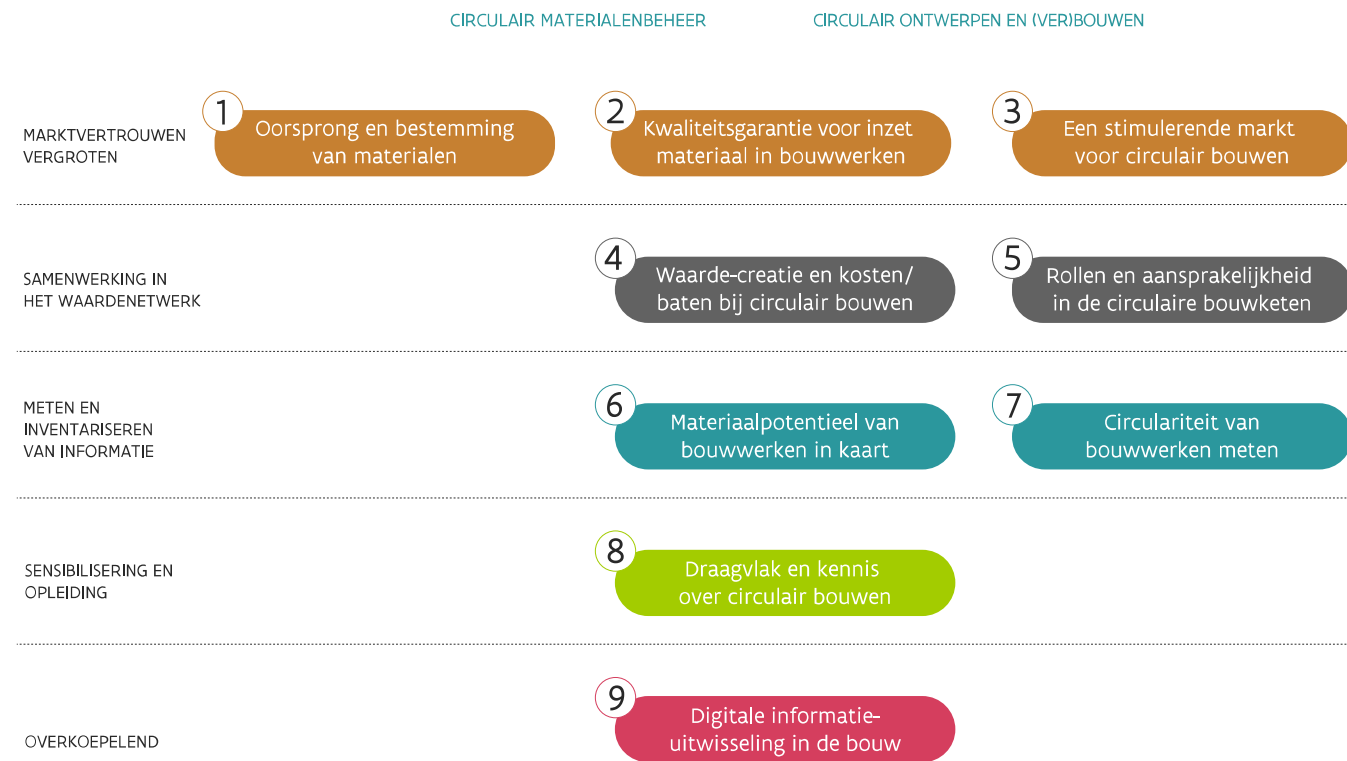 CIRCULAIR MATERIALENBEHEER
CIRCULAIR ONTWERPEN EN (VER)BOUWEN
MARKTVERTROUWEN
VERGROTEN
1
Oorsprong en bestemming
van materialen
2
Kwaliteitsgarantie voor inzet
materiaal in bouwwerken
3
Een stimulerende markt
voor circulair bouwen
SAMENWERKING IN
HET WAARDENETWERK
4
Waarde-creatie en kosten/
baten bij circulair bouwen
5
Rollen en aansprakelijkheid
in de circulaire bouwketen
METEN EN
INVENTARISEREN
VAN INFORMATIE
6
Materiaalpotentieel van
bouwwerken in kaart
7
Circulariteit van
bouwwerken meten
SENSIBILISERING EN
OPLEIDING
8
Draagvlak en kennis
over circulair bouwen
OVERKOEPELEND
9
Digitale informatie-
uitwisseling in de bouw